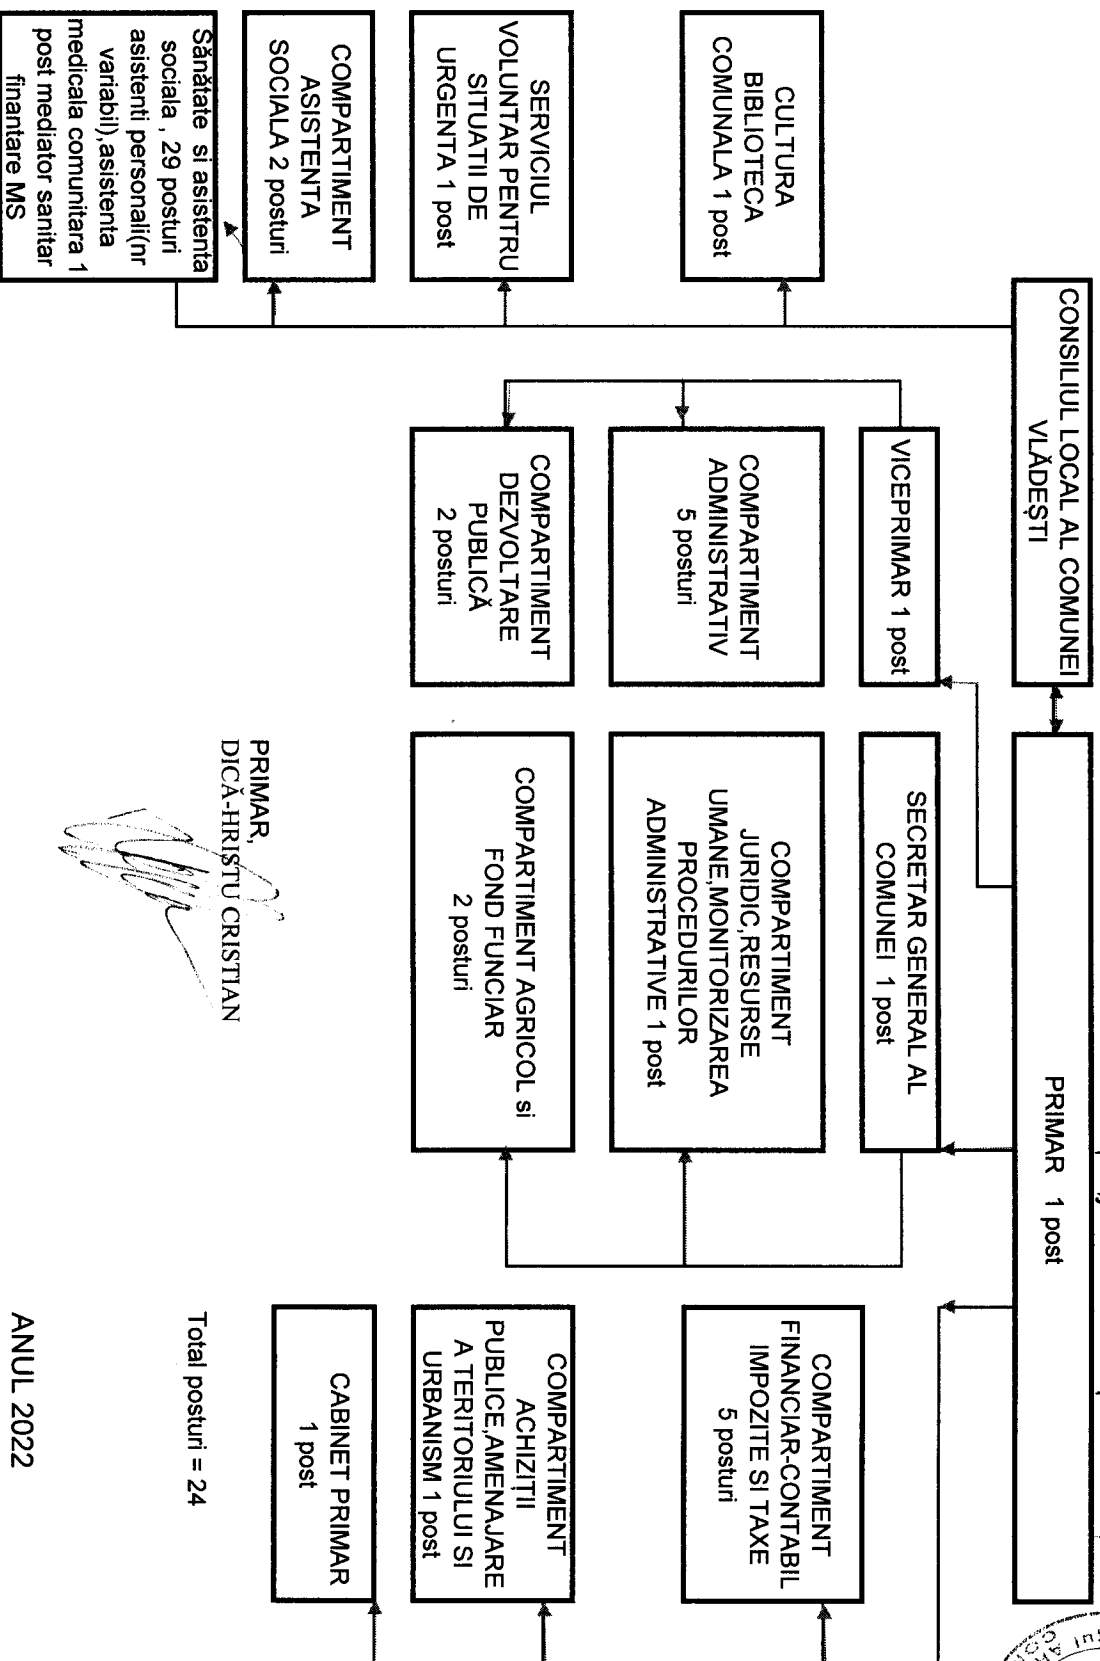 CONSILIUL LOCAL AL COMUNEI
VLĂDEȘTI
PRIMAR 1 post
VICEPRIMAR 1 post
SECRETAR GENERAL AL
COMUNEI 1 post
CULTURA
BIBLIOTECA
COMUNALA 1 post
COMPARTIMENT
ADMINISTRATIV
5 posturi
COMPARTIMENT
JURIDIC,RESURSE
UMANE,MONITORIZAREA
PROCEDURILOR
ADMINISTRATIVE 1 post
COMPARTIMENT
FINANCIAR-CONTABIL
IMPOZITE SI TAXE
5 posturi
SERVICIUL
VOLUNTAR PENTRU
SITUATII DE
URGENTA 1 post
COMPARTIMENT
DEZVOLTARE
PUBLICĂ
2 posturi
COMPARTIMENT AGRICOL si
FOND FUNCIAR
2 posturi
COMPARTIMENT
ACHIZIȚII
PUBLICE,AMENAJARE
A TERITORIULUI SI
URBANISM 1 post
COMPARTIMENT
ASISTENTA
SOCIALA 2 posturi
CABINET PRIMAR
1 post
Sănătate si asistenta
sociala , 29 posturi
asistenti personali(nr
variabil),asistenta
medicala comunitara 1
post mediator sanitar
finantare MS
PRIMAR,
DICĂ-HRISTU CRISTIAN
Total posturi = 24
ANUL 2022